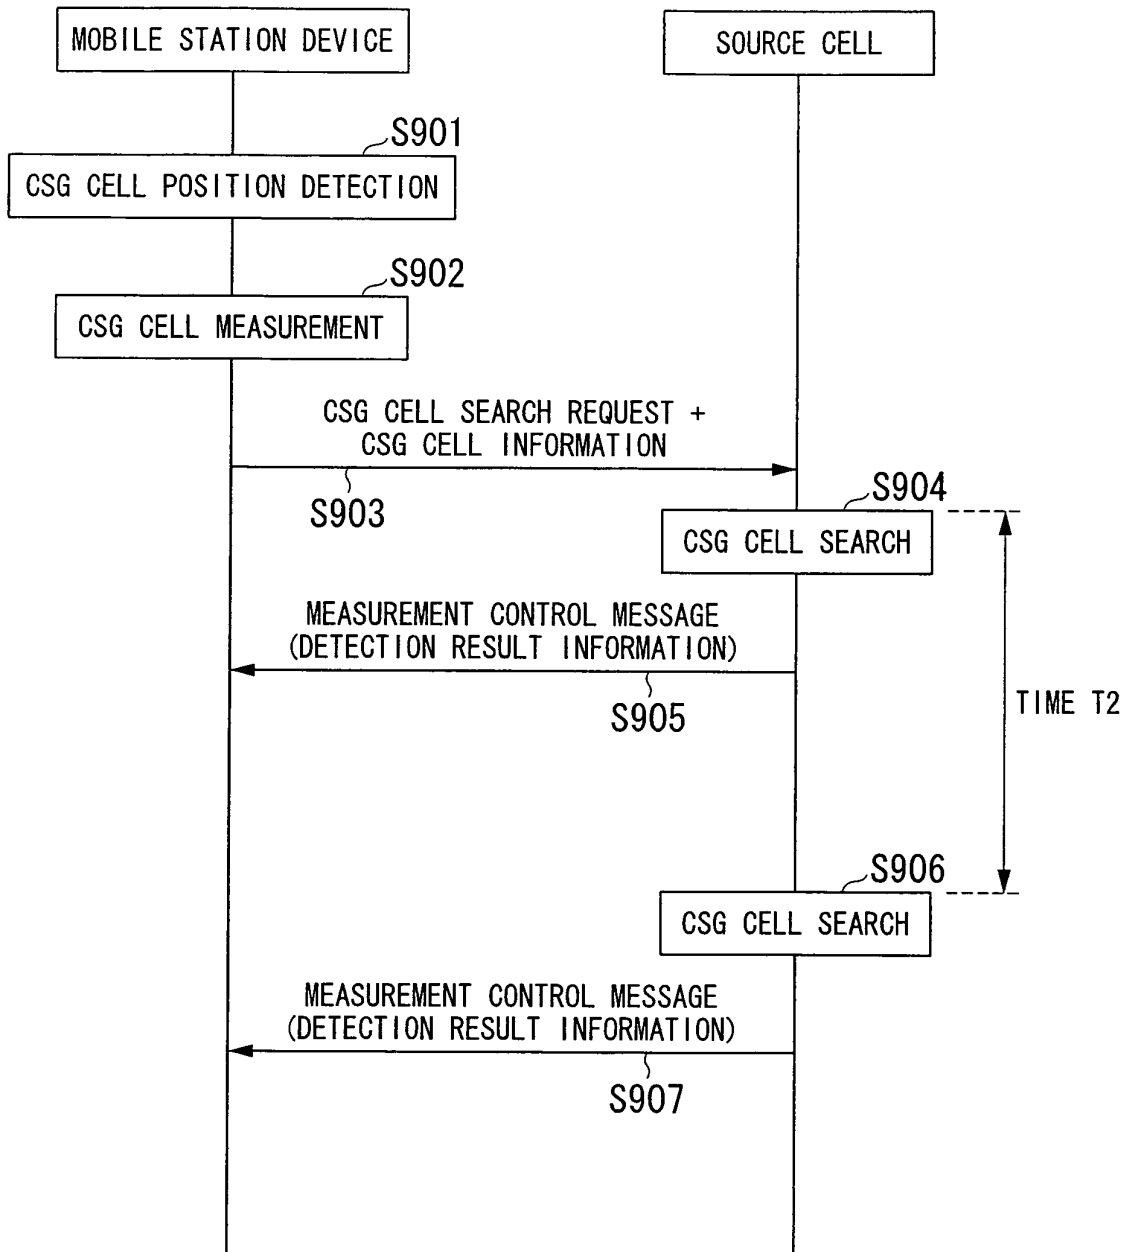 MOBILE STATION DEVICE
SOURCE CELL
S901
CSG CELL POSITION DETECTION
S902
CSG CELL MEASUREMENT
CSG CELL SEARCH REQUEST +
CSG CELL INFORMATION
S903
S904
CSG CELL SEARCH
MEASUREMENT CONTROL MESSAGE
(DETECTION RESULT INFORMATION)
S905
TIME T2
S906
CSG CELL SEARCH
MEASUREMENT CONTROL MESSAGE
(DETECTION RESULT INFORMATION)
S907